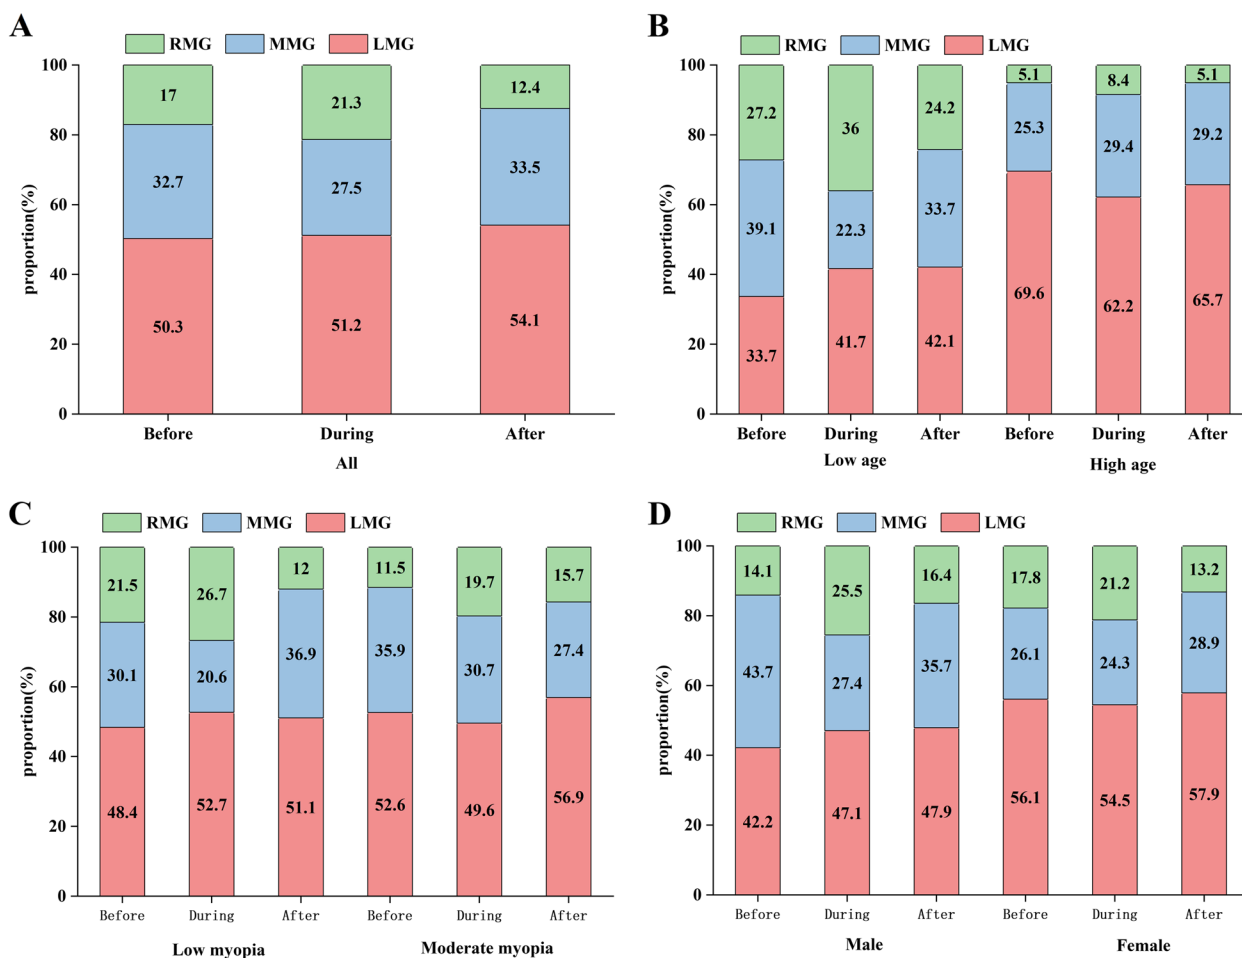 A
RMG MMG LMG
100
80
60
40
20
0
proportion(%)
17 21.3 12.4
32.7 27.5 33.5
50.3 51.2 54.1
Before During After
All
B
RMG MMG LMG
100
80
60
40
20
0
proportion(%)
27.2 36 24.2 5.1 8.4 5.1
39.1 22.3 33.7 25.3 29.4 29.2
33.7 41.7 42.1 69.6 62.2 65.7
Before During After Before During After
Low age High age
C
RMG MMG LMG
100
80
60
40
20
0
proportion(%)
21.5 26.7 12 11.5 19.7 15.7
30.1 20.6 36.9 35.9 30.7 27.4
48.4 52.7 51.1 52.6 49.6 56.9
Before During After Before During After
Low myopia Moderate myopia
D
RMG MMG LMG
100
80
60
40
20
0
proportion(%)
14.1 25.5 16.4 17.8 21.2 13.2
43.7 27.4 35.7 26.1 24.3 28.9
42.2 47.1 47.9 56.1 54.5 57.9
Before During After Before During After
Male Female